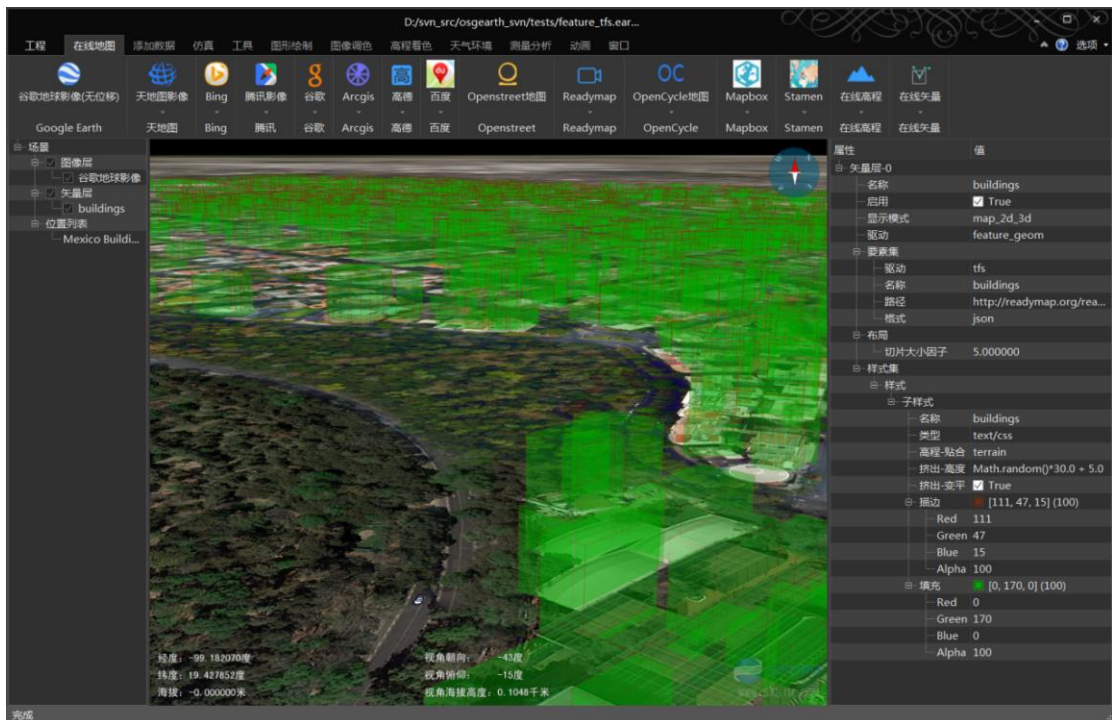 D:/svn_src/osgearth_svn/tests/feature_tfs.ear...
工程 在线地图 添加数据 仿真 工具 图形绘制 图像调色 高程着色 天气环境 测量分析 动画 窗口 选项
谷歌地球影像(无位移) 天地图影像 Bing 腾讯影像 谷歌 Arcgis 高德 百度 Openstreet地图 Readymap OpenCycle地图 Mapbox Stamen 在线高程 在线矢量
Google Earth 天地图 Bing 腾讯 谷歌 Arcgis 高德 百度 Openstreet Readymap OpenCycle Mapbox Stamen 在线高程 在线矢量
场景
图像层
谷歌地球影像
矢量层
buildings
位置列表
Mexico Buildi...
属性 值
矢量层-0
名称 buildings
启用 True
显示模式 map_2d_3d
驱动 feature_geom
要素集
驱动 tfs
名称 buildings
路径 http://readymap.org/rea...
格式 json
布局
切片大小因子 5.000000
样式集
样式
子样式
名称 buildings
类型 text/css
高程-贴合 terrain
挤出-高度 Math.random()*30.0 + 5.0
挤出-变平 True
描边 [111, 47, 15] (100)
Red 111
Green 47
Blue 15
Alpha 100
填充 [0, 170, 0] (100)
Red 0
Green 170
Blue 0
Alpha 100
经度: -99.182070度 视角朝向: -43度
纬度: 19.427852度 视角俯仰: -15度
海拔: -0.000000米 视角海拔高度: 0.1048千米
完成